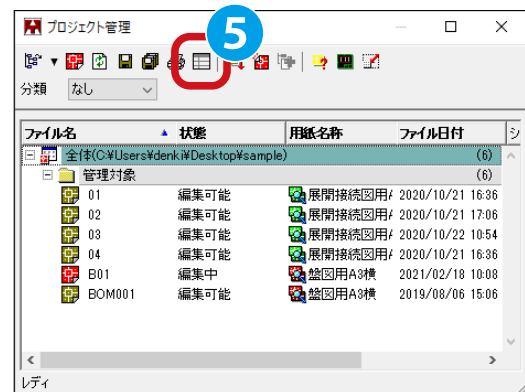 プロジェクト管理
5
分類 なし
ファイル名 状態 用紙名称 ファイル日付 シ
全体(C:¥Users¥denki¥Desktop¥sample) (6)
管理対象 (6)
01 編集可能 展開接続図用A 2020/10/21 16:36
02 編集可能 展開接続図用A 2020/10/21 17:06
03 編集可能 展開接続図用A 2020/10/22 10:54
04 編集可能 展開接続図用A 2020/10/21 16:36
B01 編集中 盤図用A3横 2021/02/18 10:08
BOM001 編集可能 盤図用A3横 2019/08/06 15:06
レディ